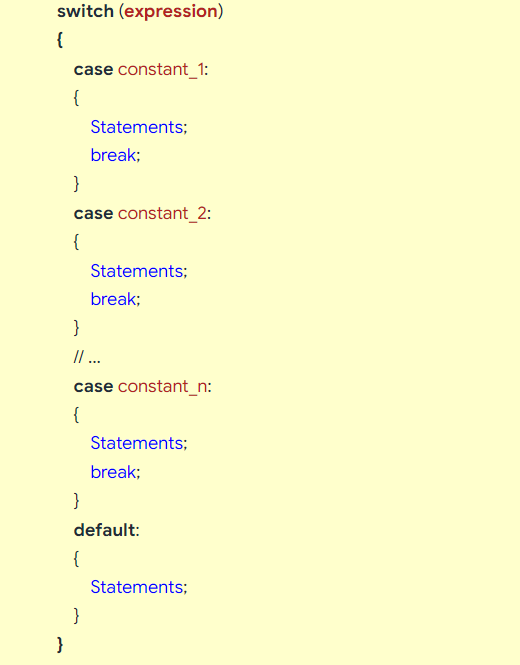 switch (expression)
{
case constant_1:
{
Statements;
break;
}
case constant_2:
{
Statements;
break;
}
// ...
case constant_n:
{
Statements;
break;
}
default:
{
Statements;
}
}